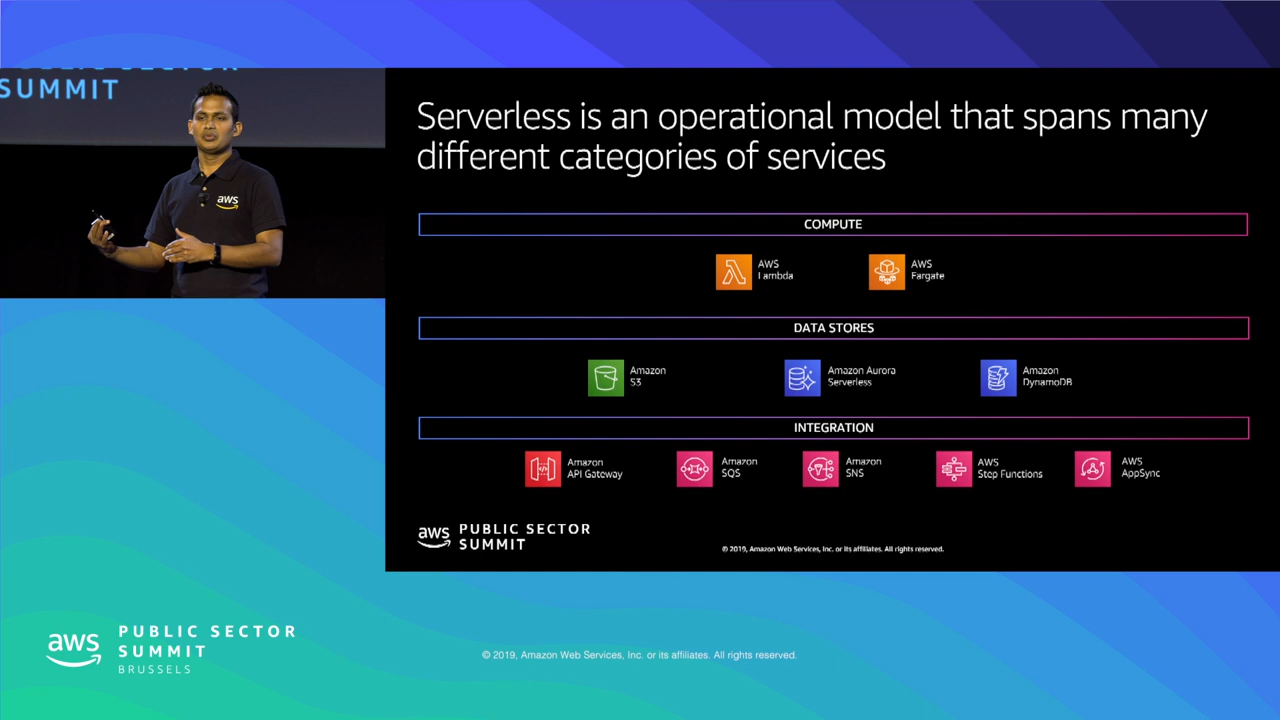 SUMMIT
aws
Serverless is an operational model that spans many
different categories of services
COMPUTE
AWS
Lambda
AWS
Fargate
DATA STORES
Amazon
S3
Amazon Aurora
Serverless
Amazon
DynamoDB
INTEGRATION
Amazon
API Gateway
Amazon
SQS
Amazon
SNS
AWS
Step Functions
AWS
AppSync
aws
PUBLIC SECTOR
SUMMIT
© 2019, Amazon Web Services, Inc. or its affiliates. All rights reserved.
aws
PUBLIC SECTOR
SUMMIT
BRUSSELS
© 2019, Amazon Web Services, Inc. or its affiliates. All rights reserved.